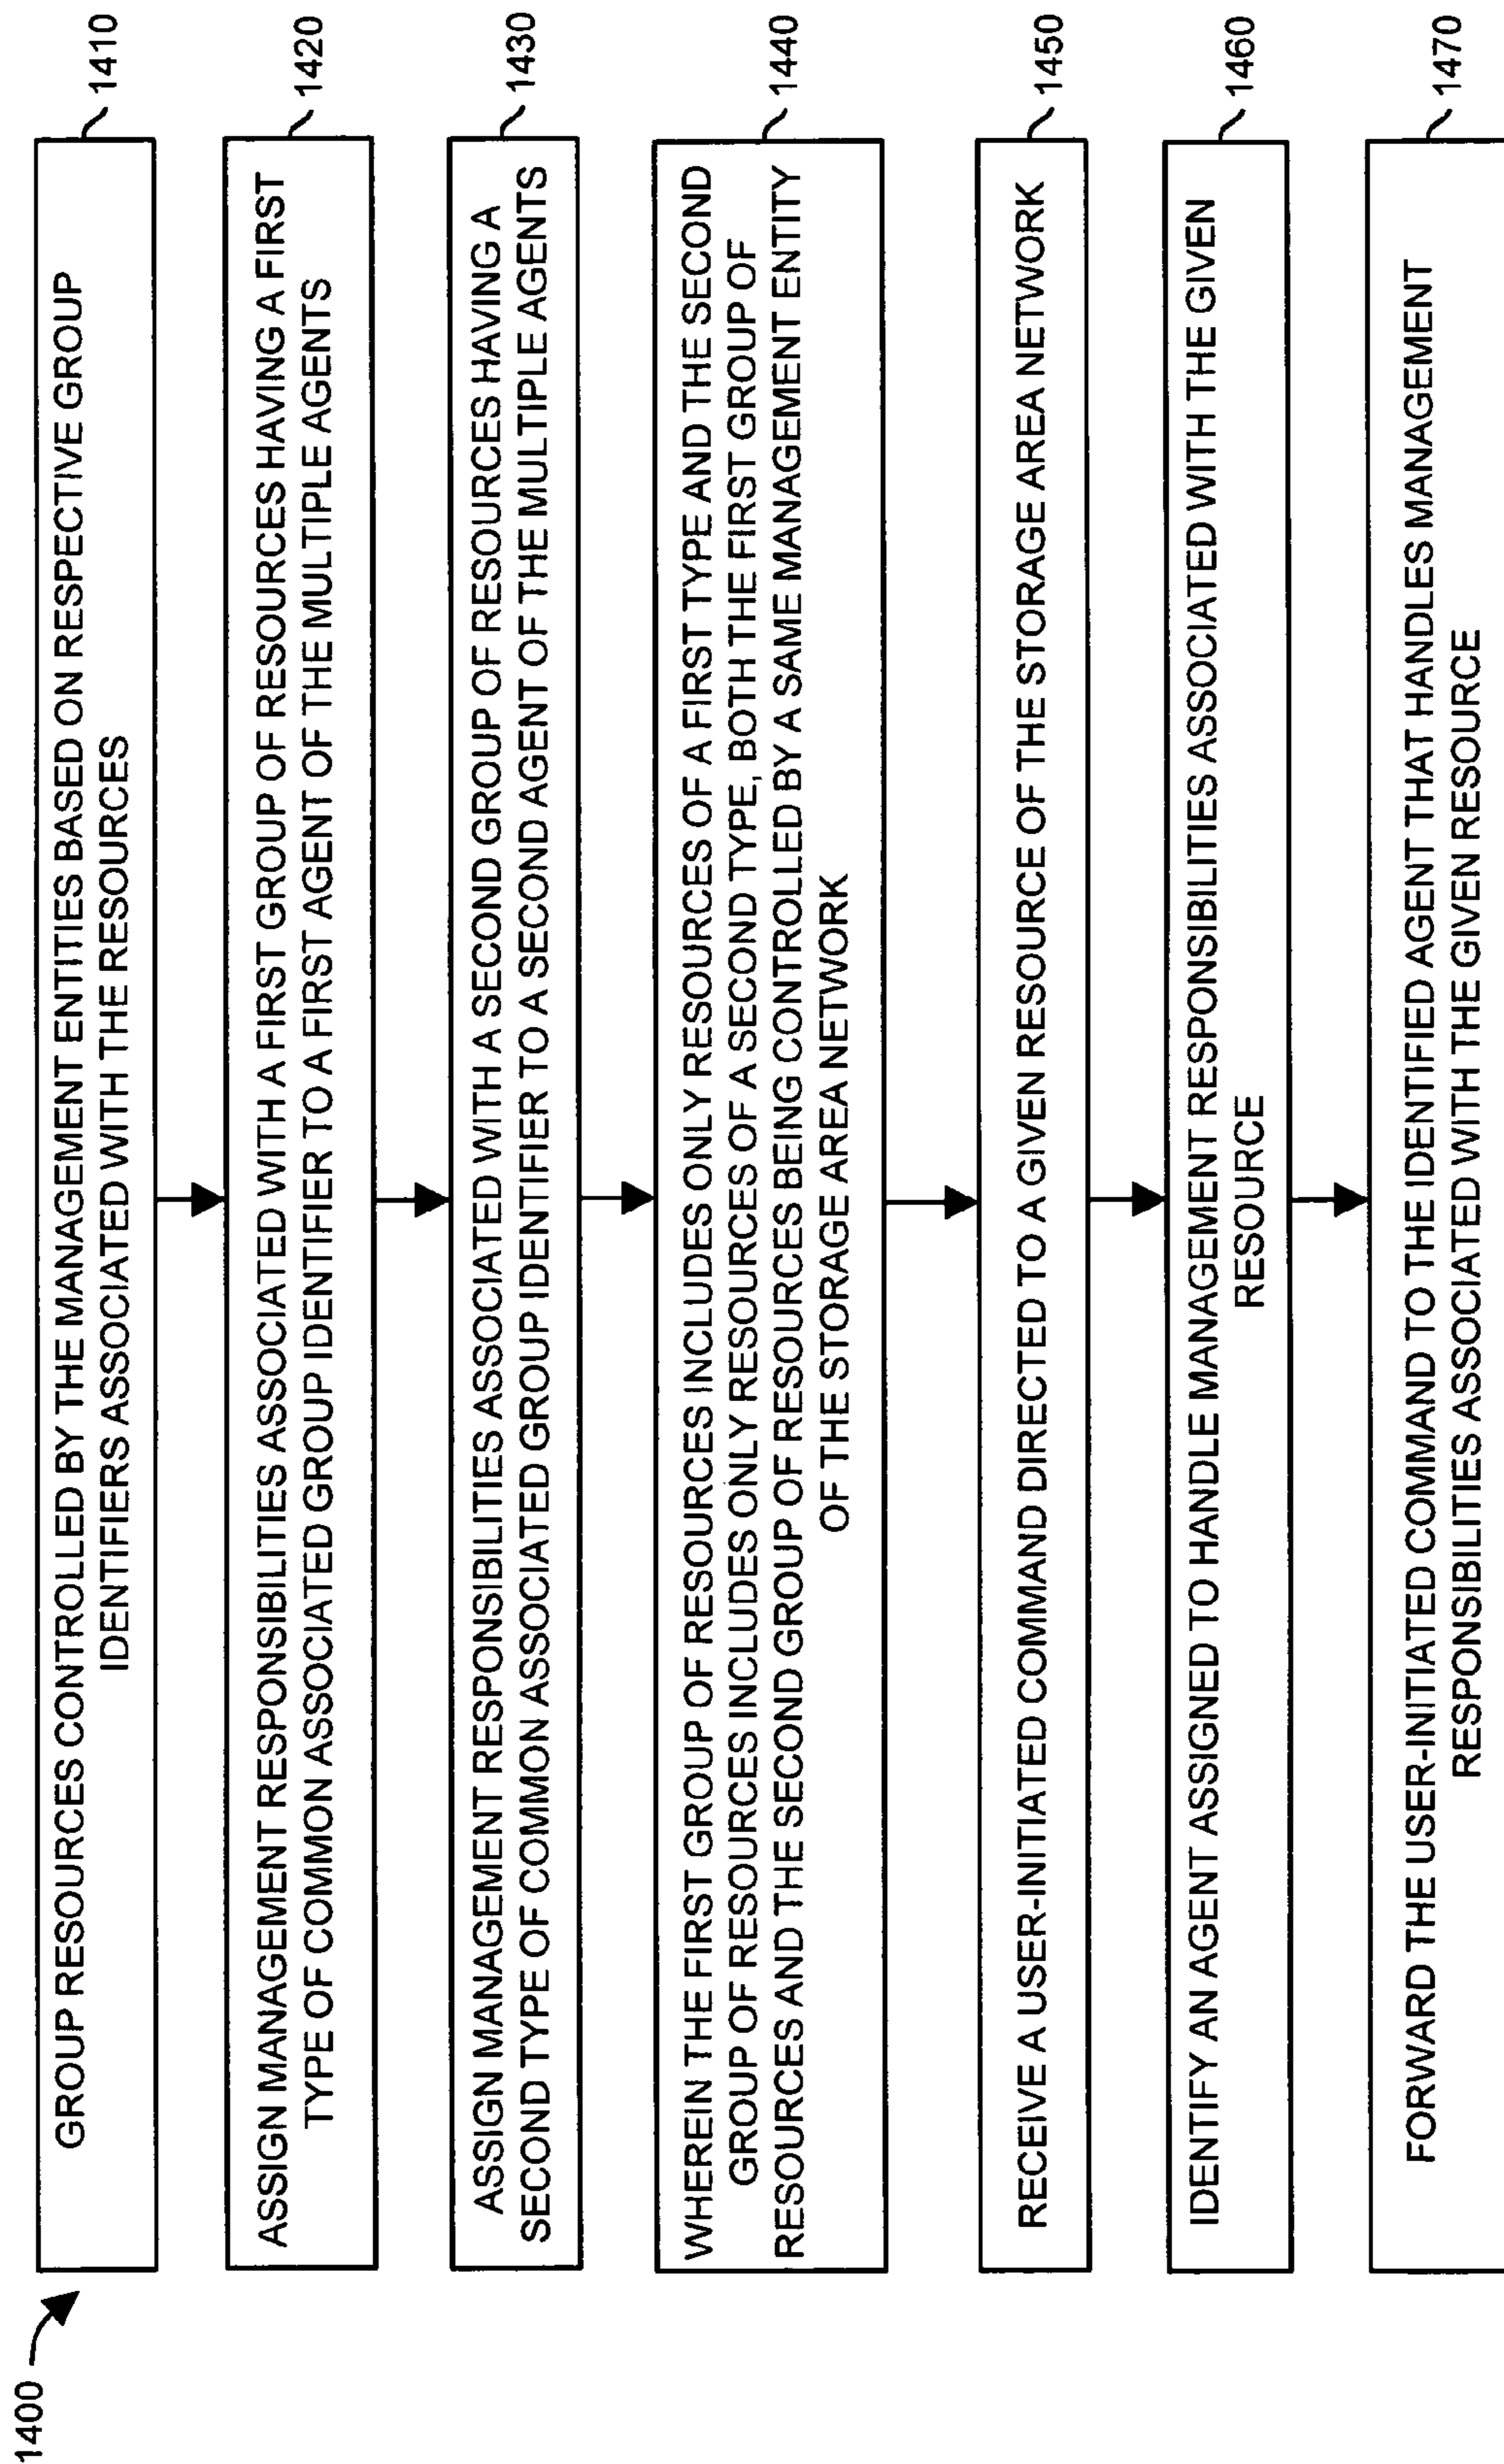 1400
GROUP RESOURCES CONTROLLED BY THE MANAGEMENT ENTITIES BASED ON RESPECTIVE GROUP
IDENTIFIERS ASSOCIATED WITH THE RESOURCES
1410
ASSIGN MANAGEMENT RESPONSIBILITIES ASSOCIATED WITH A FIRST GROUP OF RESOURCES HAVING A FIRST
TYPE OF COMMON ASSOCIATED GROUP IDENTIFIER TO A FIRST AGENT OF THE MULTIPLE AGENTS
1420
ASSIGN MANAGEMENT RESPONSIBILITIES ASSOCIATED WITH A SECOND GROUP OF RESOURCES HAVING A
SECOND TYPE OF COMMON ASSOCIATED GROUP IDENTIFIER TO A SECOND AGENT OF THE MULTIPLE AGENTS
1430
WHEREIN THE FIRST GROUP OF RESOURCES INCLUDES ONLY RESOURCES OF A FIRST TYPE AND THE SECOND
GROUP OF RESOURCES INCLUDES ONLY RESOURCES OF A SECOND TYPE, BOTH THE FIRST GROUP OF
RESOURCES AND THE SECOND GROUP OF RESOURCES BEING CONTROLLED BY A SAME MANAGEMENT ENTITY
OF THE STORAGE AREA NETWORK
1440
RECEIVE A USER-INITIATED COMMAND DIRECTED TO A GIVEN RESOURCE OF THE STORAGE AREA NETWORK
1450
IDENTIFY AN AGENT ASSIGNED TO HANDLE MANAGEMENT RESPONSIBILITIES ASSOCIATED WITH THE GIVEN
RESOURCE
1460
FORWARD THE USER-INITIATED COMMAND TO THE IDENTIFIED AGENT THAT HANDLES MANAGEMENT
RESPONSIBILITIES ASSOCIATED WITH THE GIVEN RESOURCE
1470